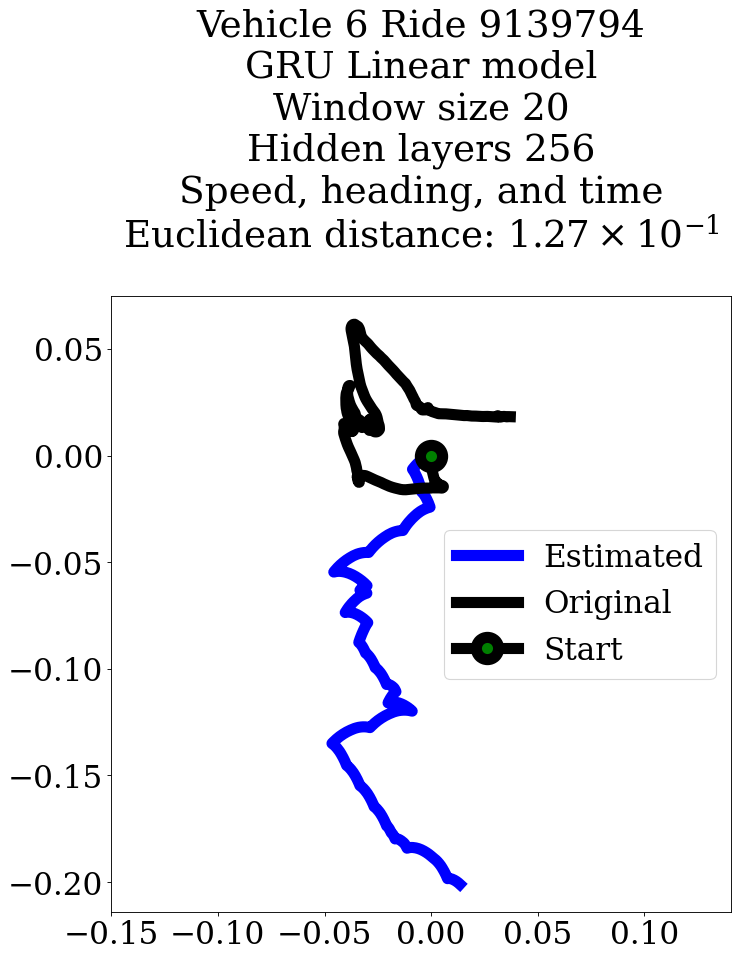 Vehicle 6 Ride 9139794
GRU Linear model
Window size 20
Hidden layers 256
Speed, heading, and time
Euclidean distance: 1.27 × 10⁻¹
0.05
0.00
−0.05
−0.10
−0.15
−0.20
Estimated
Original
Start
−0.15 −0.10 −0.05 0.00 0.05 0.10